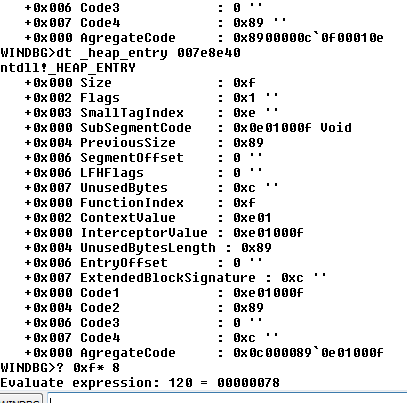 +0x006 Code3            : 0 ''
   +0x007 Code4            : 0x89 ''
   +0x000 AgregateCode     : 0x8900000c`0f00010e
WINDBG>dt _heap_entry 007e8e40
ntdll!_HEAP_ENTRY
   +0x000 Size             : 0xf
   +0x002 Flags            : 0x1 ''
   +0x003 SmallTagIndex    : 0xe ''
   +0x000 SubSegmentCode   : 0x0e01000f Void
   +0x004 PreviousSize     : 0x89
   +0x006 SegmentOffset    : 0 ''
   +0x006 LFHFlags         : 0 ''
   +0x007 UnusedBytes      : 0xc ''
   +0x000 FunctionIndex    : 0xf
   +0x002 ContextValue     : 0xe01
   +0x000 InterceptorValue : 0xe01000f
   +0x004 UnusedBytesLength : 0x89
   +0x006 EntryOffset      : 0 ''
   +0x007 ExtendedBlockSignature : 0xc ''
   +0x000 Code1            : 0xe01000f
   +0x004 Code2            : 0x89
   +0x006 Code3            : 0 ''
   +0x007 Code4            : 0xc ''
   +0x000 AgregateCode     : 0x0c000089`0e01000f
WINDBG>? 0xf* 8
Evaluate expression: 120 = 00000078